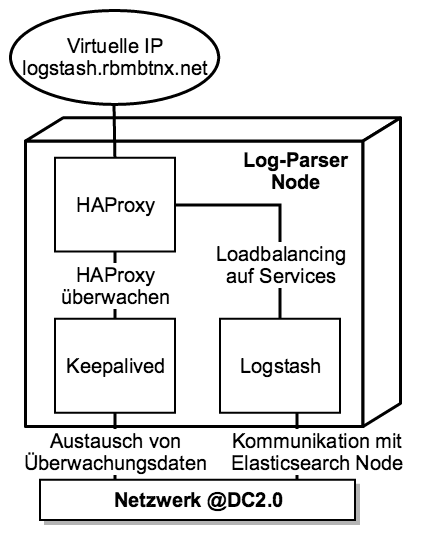 Virtuelle IP
logstash.rbmbtnx.net
Log-Parser
Node
HAProxy
Loadbalancing
auf Services
HAProxy
überwachen
Keepalived
Logstash
Austausch von
Überwachungsdaten
Kommunikation mit
Elasticsearch Node
Netzwerk @DC2.0